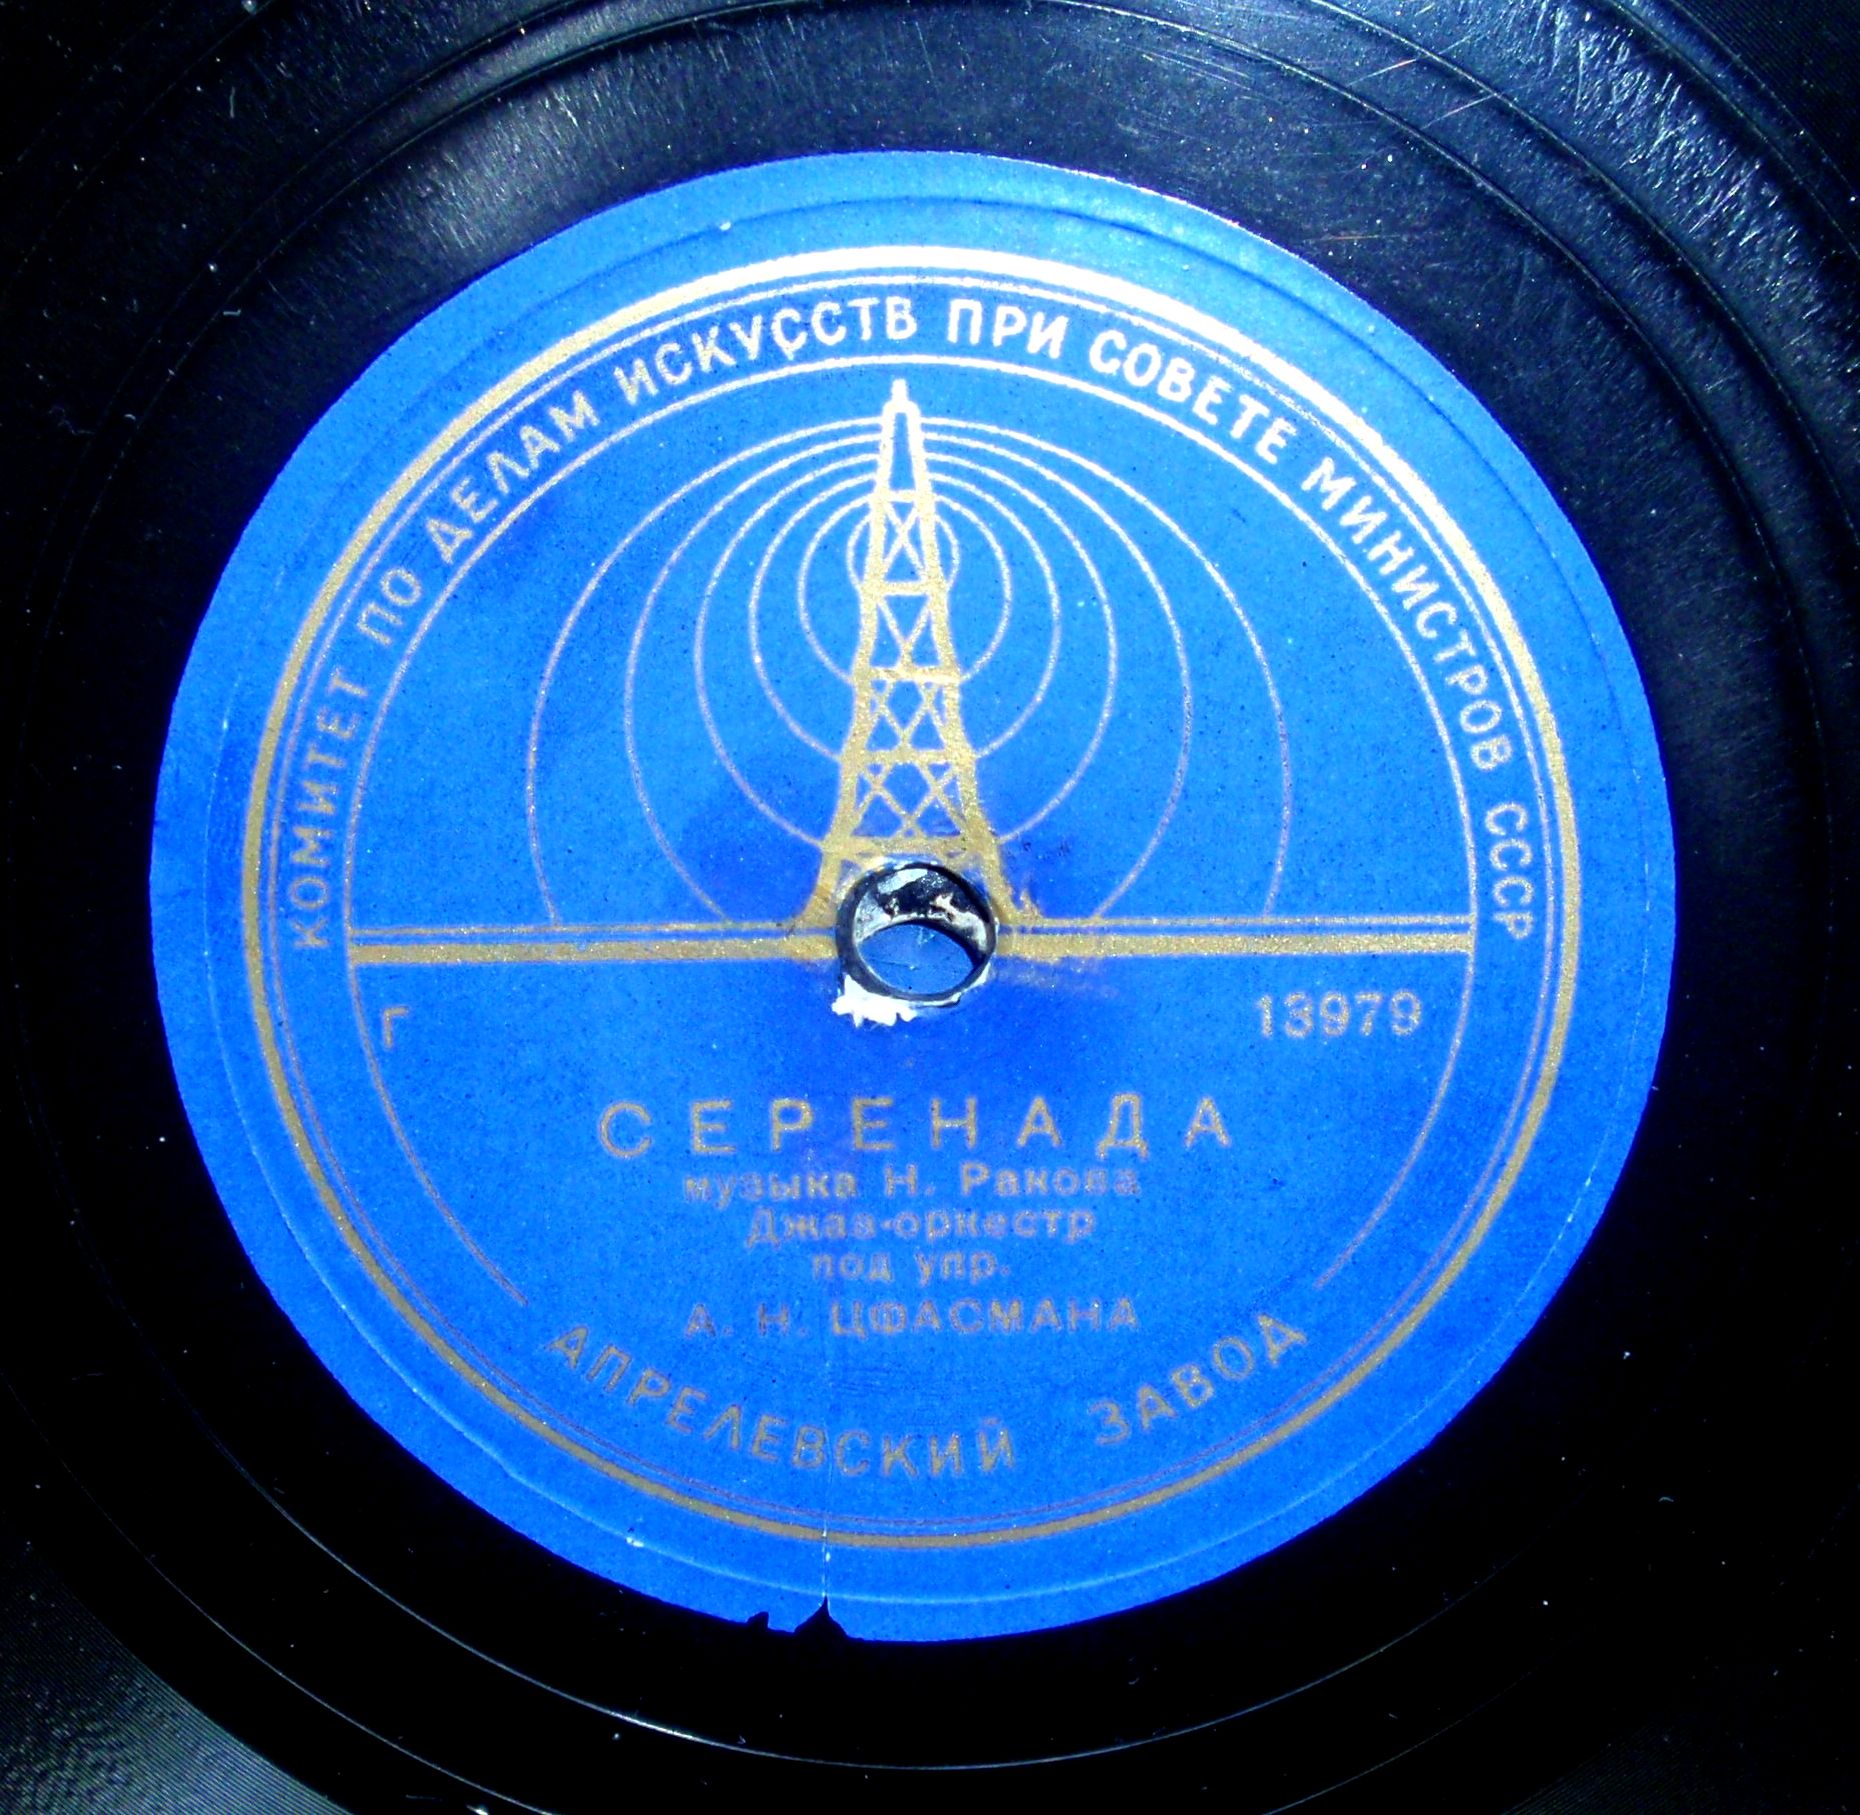 КОМИТЕТ ПО ДЕЛАМ ИСКУССТВ ПРИ СОВЕТЕ МИНИСТРОВ СССР
Г 13979
СЕРЕНАДА
музыка Н. Ракова
Джаз-оркестр
под упр.
А. Н. ЦФАСМАНА
АПРЕЛЕВСКИЙ ЗАВОД